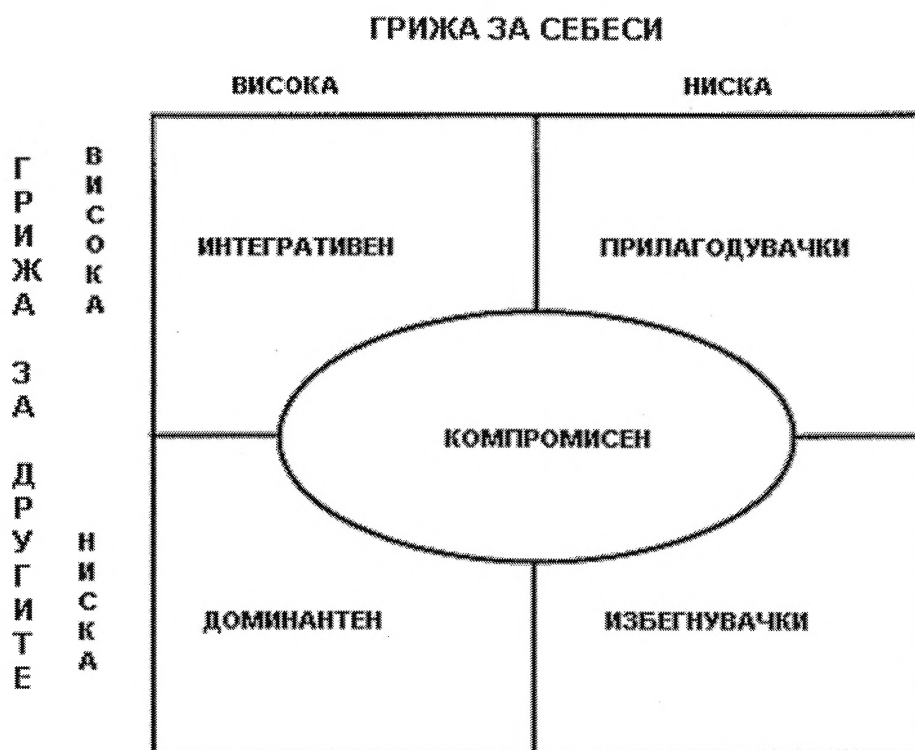 ГРИЖА ЗА СЕБЕСИ
ВИСОКА НИСКА
ГРИЖА ЗА ДРУГИТЕ
ВИСОКА
ИНТЕГРАТИВЕН ПРИЛАГОДУВАЧКИ
КОМПРОМИСЕН
НИСКА
ДОМИНАНТЕН ИЗБЕГНУВАЧКИ